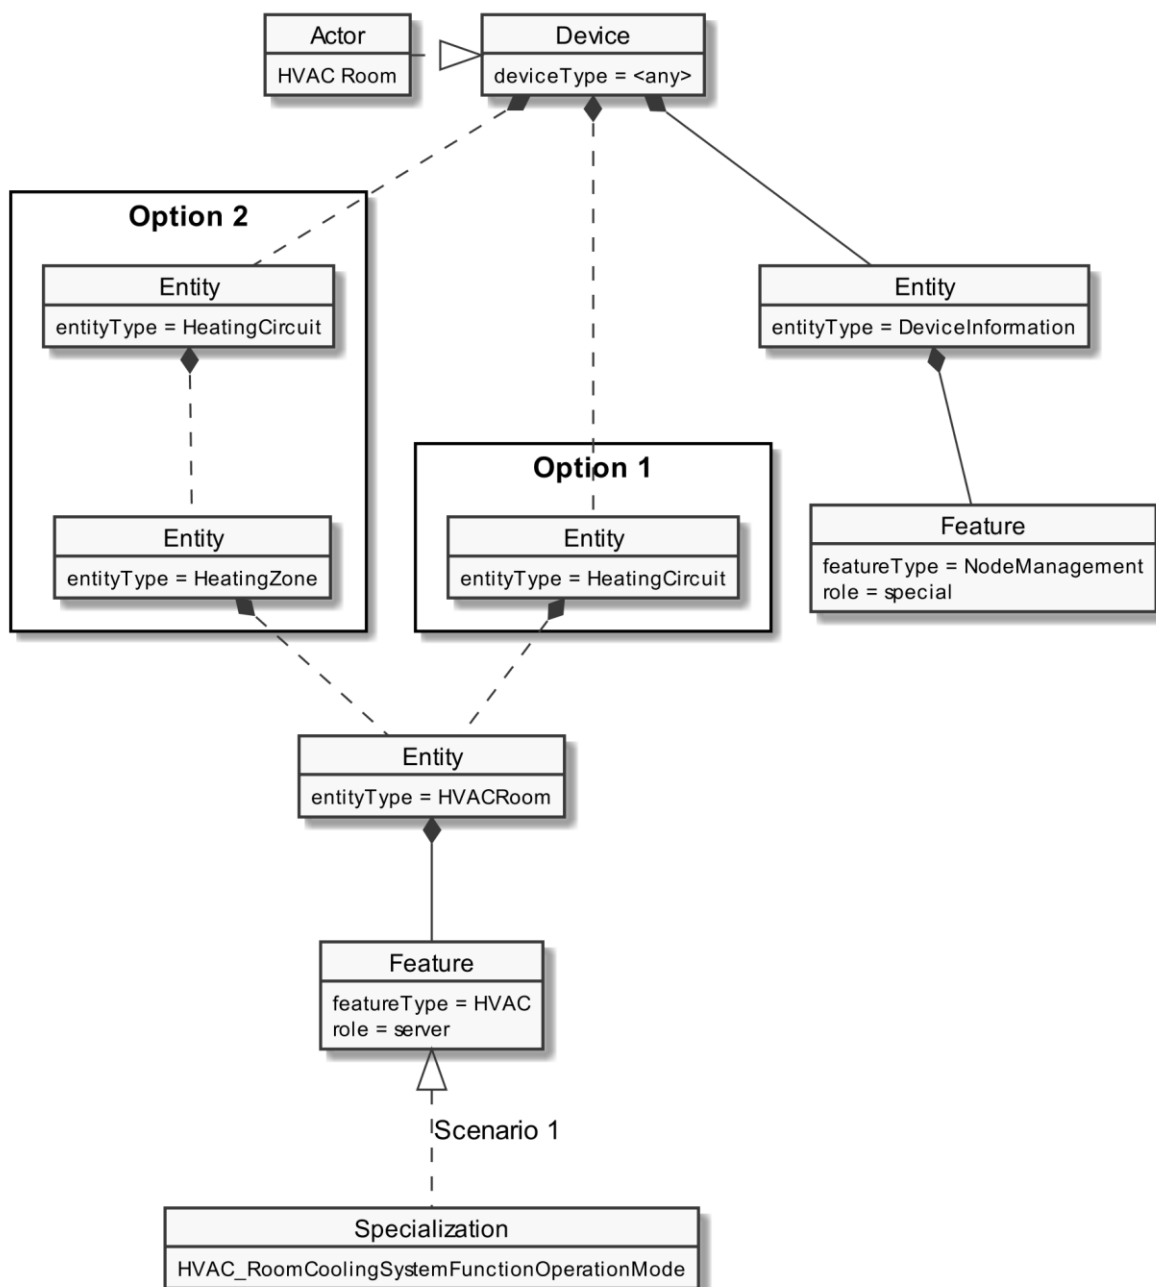 Actor
HVAC Room
Device
deviceType = <any>
Option 2
Entity
entityType = HeatingCircuit
Entity
entityType = HeatingZone
Option 1
Entity
entityType = HeatingCircuit
Entity
entityType = DeviceInformation
Feature
featureType = NodeManagement
role = special
Entity
entityType = HVACRoom
Feature
featureType = HVAC
role = server
Scenario 1
Specialization
HVAC_RoomCoolingSystemFunctionOperationMode